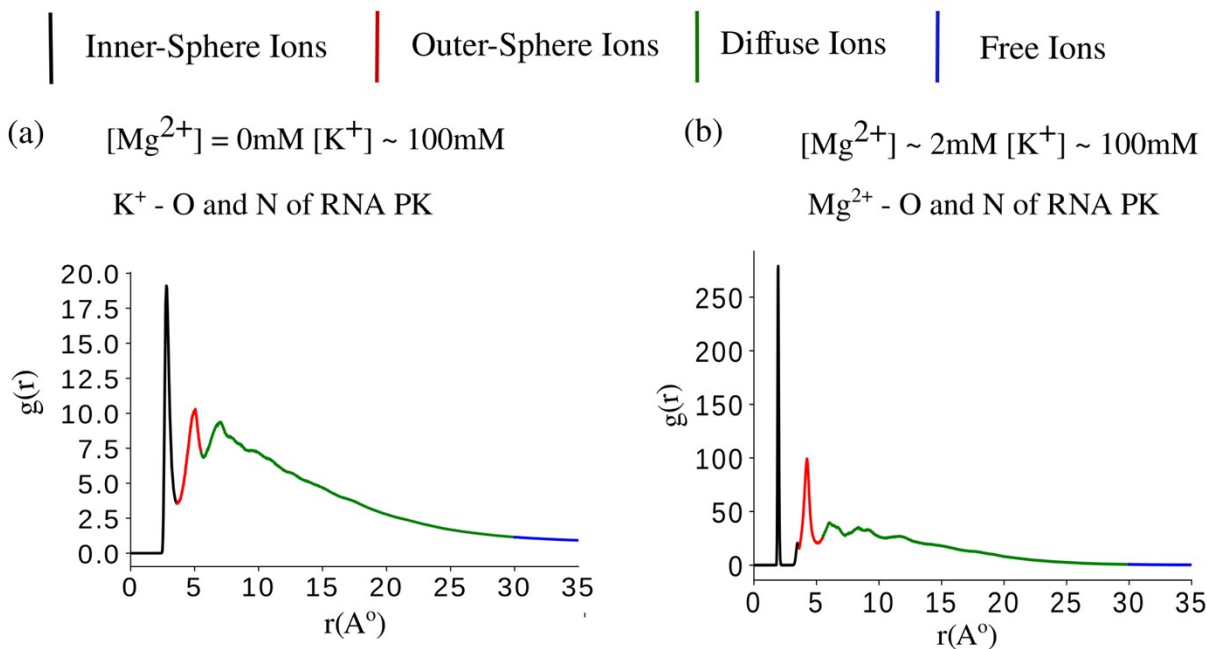 Inner-Sphere Ions Outer-Sphere Ions Diffuse Ions Free Ions
(a) [Mg²⁺] = 0mM [K⁺] ~ 100mM
K⁺ - O and N of RNA PK
g(r)
20.0
17.5
15.0
12.5
10.0
7.5
5.0
2.5
0.0
0 5 10 15 20 25 30 35
r(Aº)
(b) [Mg²⁺] ~ 2mM [K⁺] ~ 100mM
Mg²⁺ - O and N of RNA PK
g(r)
250
200
150
100
50
0
0 5 10 15 20 25 30 35
r(Aº)